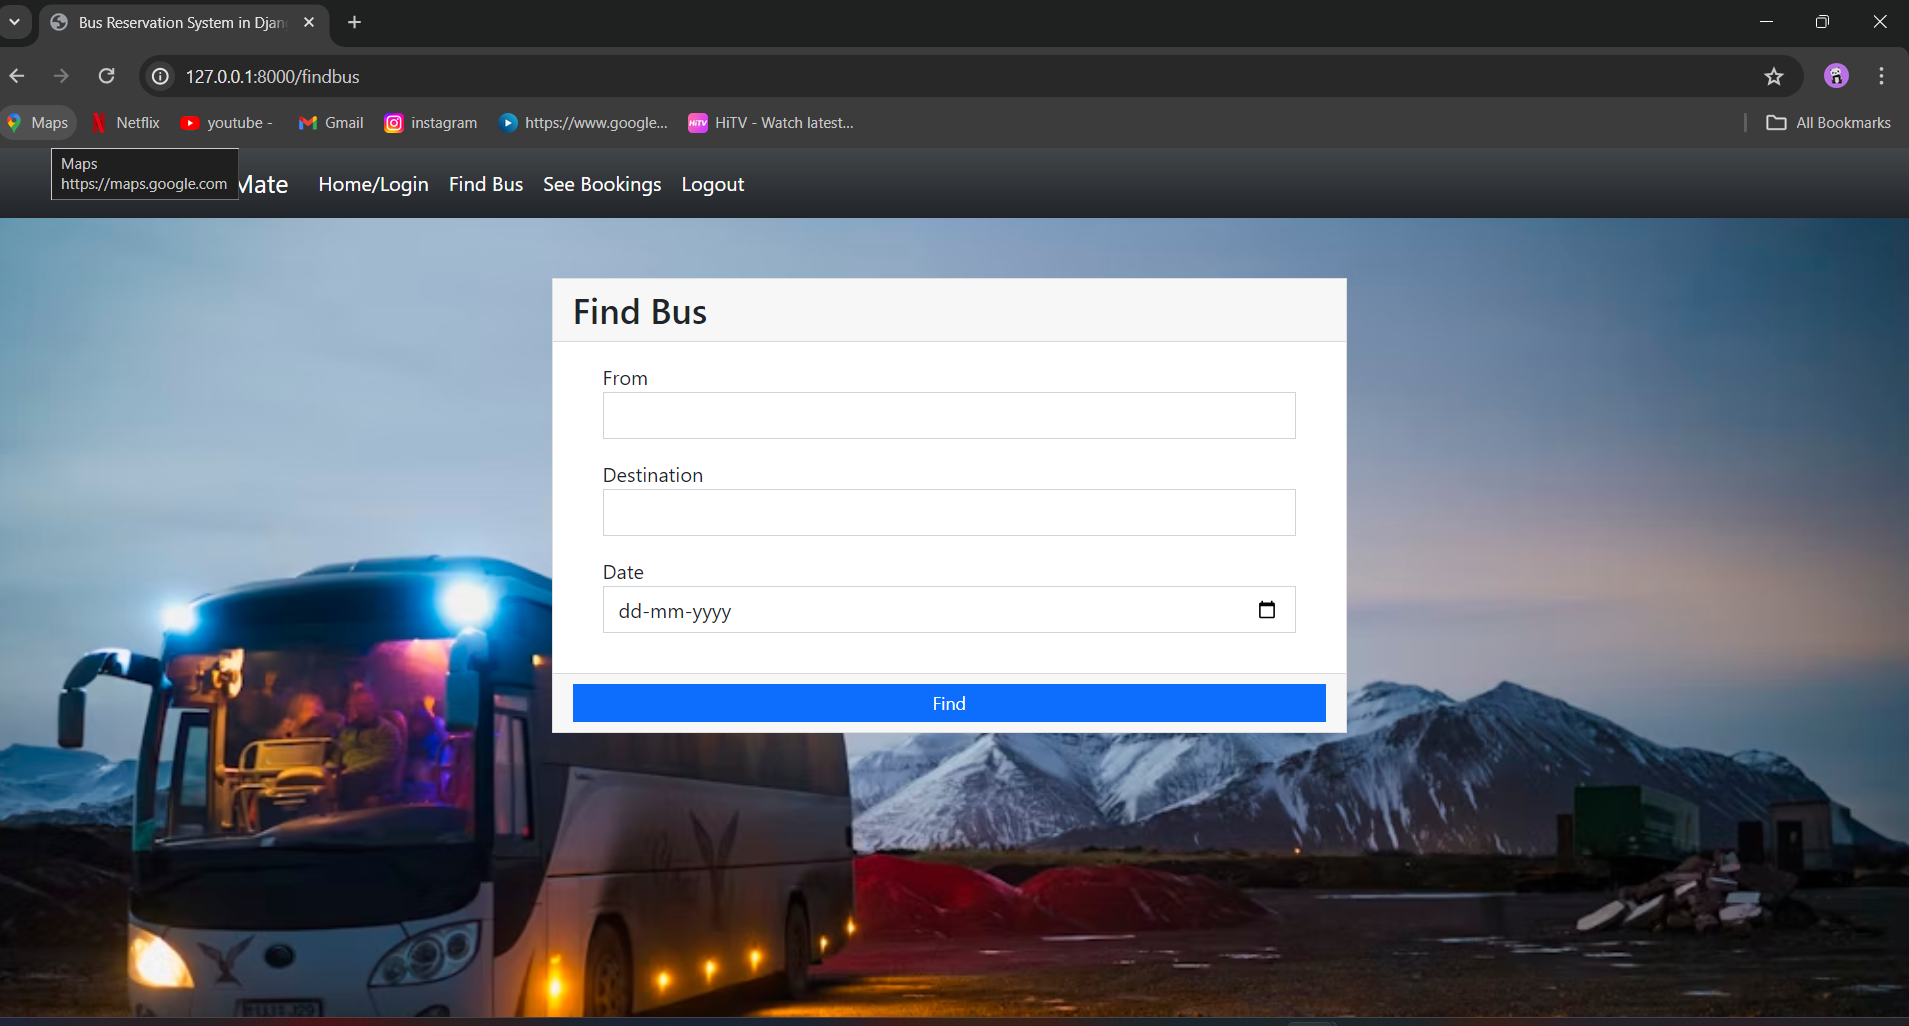 Bus Reservation System in Djan
127.0.0.1:8000/findbus
Maps Netflix youtube - Gmail instagram https://www.google... HiTV - Watch latest... All Bookmarks
Maps
https://maps.google.com
Mate Home/Login Find Bus See Bookings Logout
Find Bus
From
Destination
Date
dd-mm-yyyy
Find